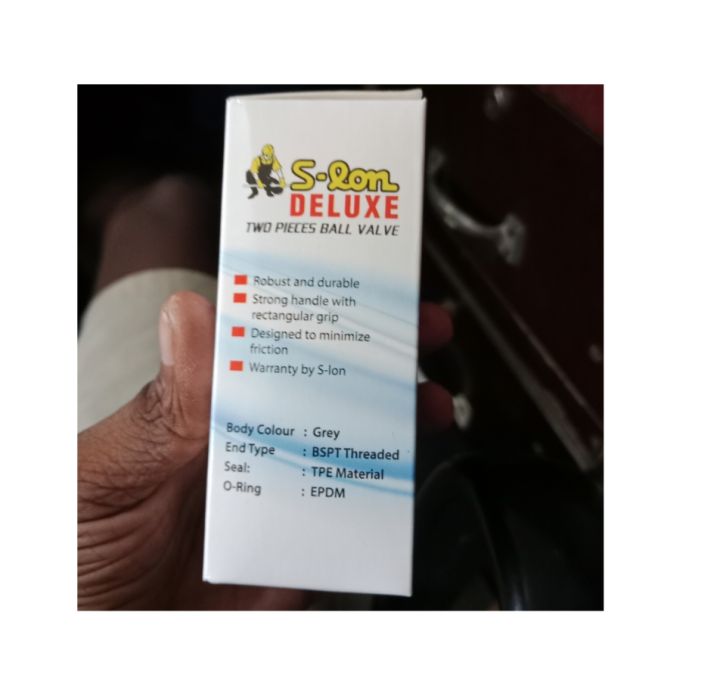 S-lon
DELUXE
TWO PIECES BALL VALVE
Robust and durable
Strong handle with
rectangular grip
Designed to minimize
friction
Warranty by S-lon
Body Colour : Grey
End Type : BSPT Threaded
Seal: : TPE Material
O-Ring : EPDM